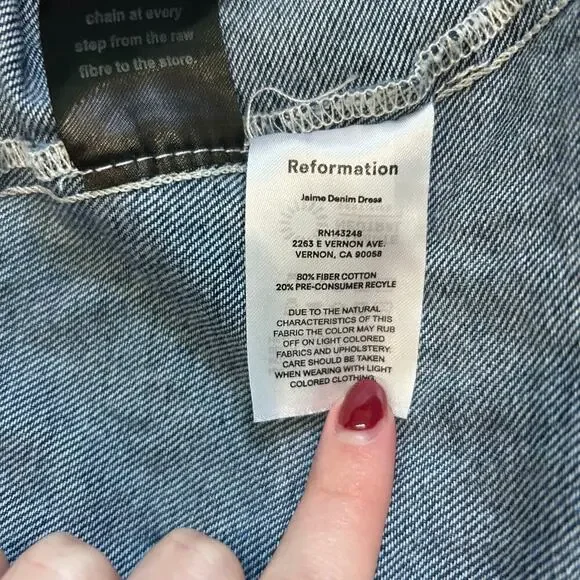 chain at every
step from the raw
fibre to the store.
Reformation
Jaime Denim Dress
RN143248
2263 E VERNON AVE.
VERNON, CA 90058
80% FIBER COTTON
20% PRE-CONSUMER RECYLE
DUE TO THE NATURAL
CHARACTERISTICS OF THIS
FABRIC THE COLOR MAY RUB
OFF ON LIGHT COLORED
FABRICS AND UPHOLSTERY.
CARE SHOULD BE TAKEN
WHEN WEARING WITH LIGHT
COLORED CLOTHING.